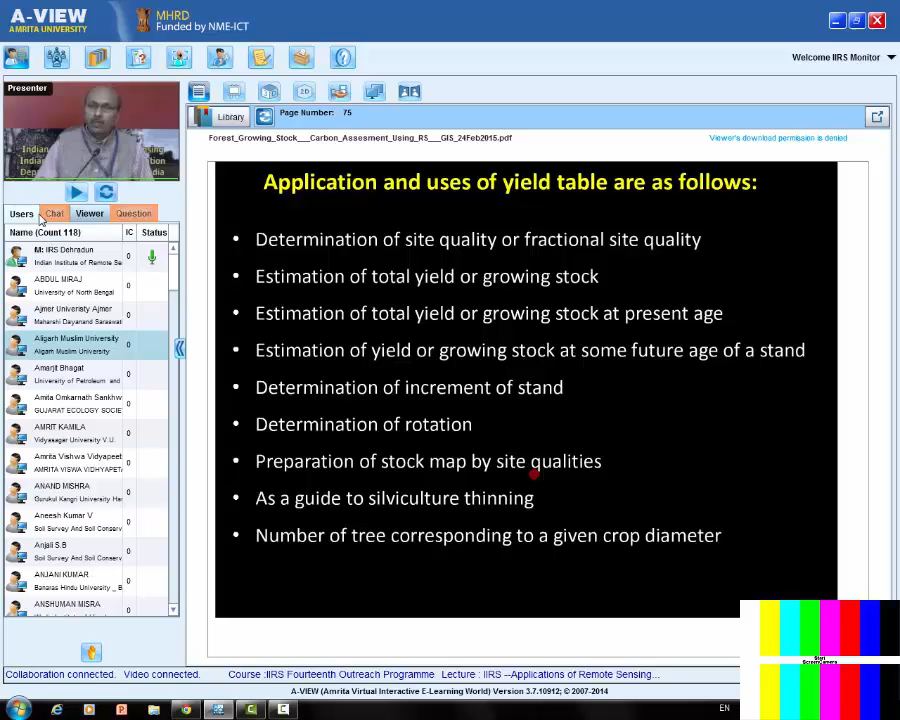 A-VIEW
AMRITA UNIVERSITY
MHRD
Funded by NME-ICT
Welcome IIRS Monitor
Presenter
Library
Page Number: 75
Forest_Growing_Stock___Carbon_Assesment_Using_RS___GIS_24Feb2015.pdf
Viewer's download permission is denied
Users
Chat
Viewer
Question
Name (Count 118)
IC
Status
M: IIRS Dehradun
Indian Institute of Remote Se
0
ABDUL MIRAJ
University of North Bengal
0
Ajmer Univeristy Ajmer
Maharshi Dayanand Saraswat
0
Aligarh Muslim University
Aligarh Muslim University
0
Amarjit Bhagat
University of Petroleum and
0
Amita Omkarnath Sankhw
GUJARAT ECOLOGY SOCIE
0
AMRIT KAMILA
Vidyasagar University V.U.
0
Amrita Vishwa Vidyapeet
AMRITA VISWA VIDHYAPETA
0
ANAND MISHRA
Gurukul Kangri University Har
0
Aneesh Kumar V
Soil Survey And Soil Conserv
0
Anjali S.B
Soil Survey And Soil Conserv
0
ANJANI KUMAR
Banaras Hindu University _ B
0
ANSHUMAN MISRA
0
Application and uses of yield table are as follows:
• Determination of site quality or fractional site quality
• Estimation of total yield or growing stock
• Estimation of total yield or growing stock at present age
• Estimation of yield or growing stock at some future age of a stand
• Determination of increment of stand
• Determination of rotation
• Preparation of stock map by site qualities
• As a guide to silviculture thinning
• Number of tree corresponding to a given crop diameter
Start
ScreenCamera
Collaboration connected. Video connected.
Course :IIRS Fourteenth Outreach Programme
Lecture : IIRS --Applications of Remote Sensing...
A-VIEW (Amrita Virtual Interactive E-Learning World) Version 3.7.10912; © 2007-2014
EN